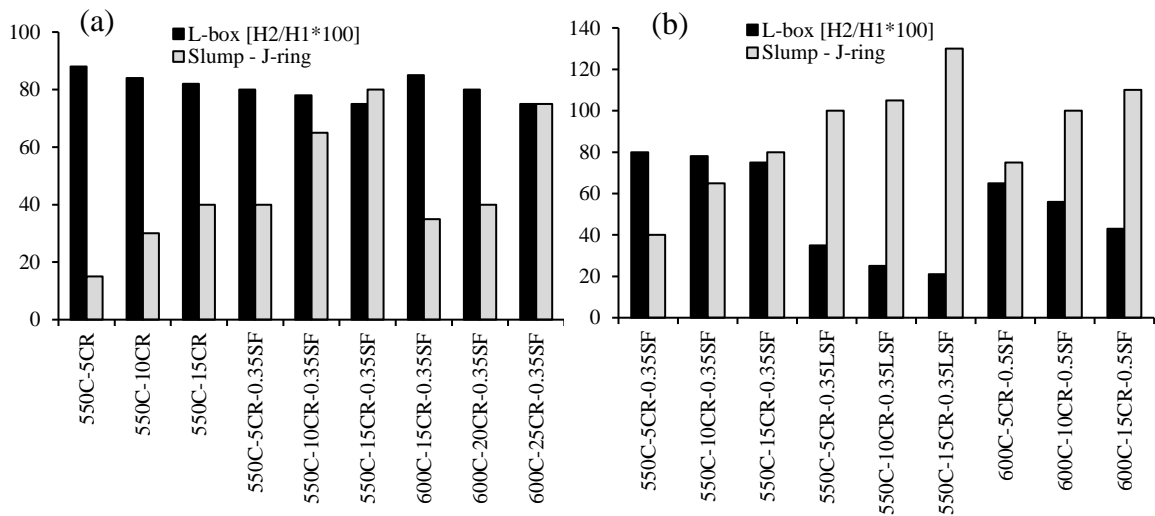 (a)
L-box [H2/H1*100]
Slump - J-ring
100
80
60
40
20
0
550C-5CR
550C-10CR
550C-15CR
550C-5CR-0.35SF
550C-10CR-0.35SF
550C-15CR-0.35SF
600C-15CR-0.35SF
600C-20CR-0.35SF
600C-25CR-0.35SF
(b)
L-box [H2/H1*100]
Slump - J-ring
140
120
100
80
60
40
20
0
550C-5CR-0.35SF
550C-10CR-0.35SF
550C-15CR-0.35SF
550C-5CR-0.35LSF
550C-10CR-0.35LSF
550C-15CR-0.35LSF
600C-5CR-0.5SF
600C-10CR-0.5SF
600C-15CR-0.5SF